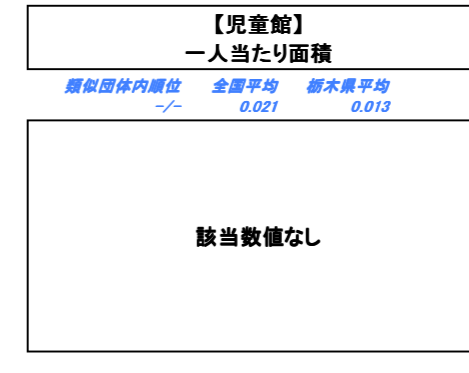 【児童館】
一人当たり面積
類似団体内順位 全国平均 栃木県平均
-/- 0.021 0.013
該当数値なし